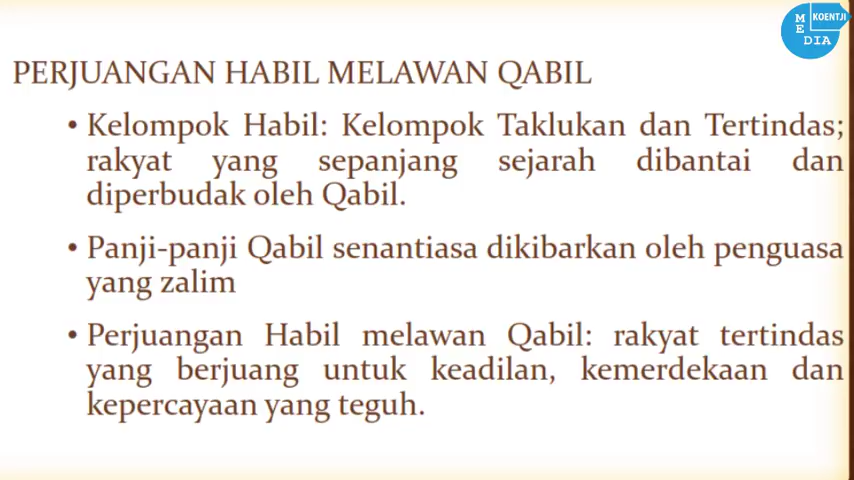 KOENTJI
M
E
DIA
PERJUANGAN HABIL MELAWAN QABIL
• Kelompok Habil: Kelompok Taklukan dan Tertindas;
rakyat yang sepanjang sejarah dibantai dan
diperbudak oleh Qabil.
• Panji-panji Qabil senantiasa dikibarkan oleh penguasa
yang zalim
• Perjuangan Habil melawan Qabil: rakyat tertindas
yang berjuang untuk keadilan, kemerdekaan dan
kepercayaan yang teguh.